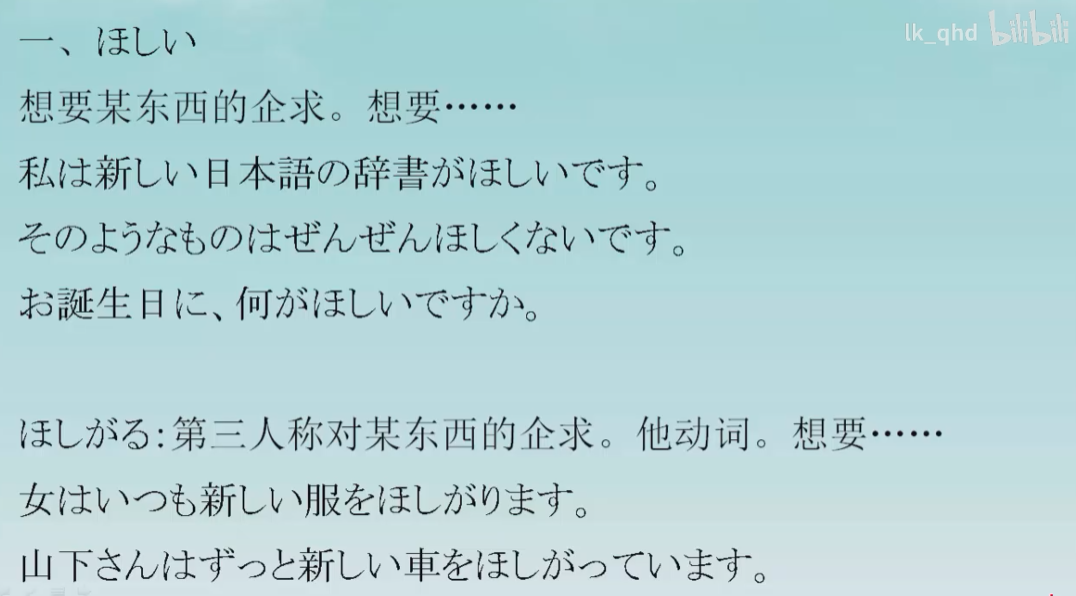 lk_qhd bilibili
一、ほしい
想要某东西的企求。想要……
私は新しい日本語の辞書がほしいです。
そのようなものはぜんぜんほしくないです。
お誕生日に、何がほしいですか。
ほしがる:第三人称对某东西的企求。他动词。想要……
女はいつも新しい服をほしがります。
山下さんはずっと新しい車をほしがっています。